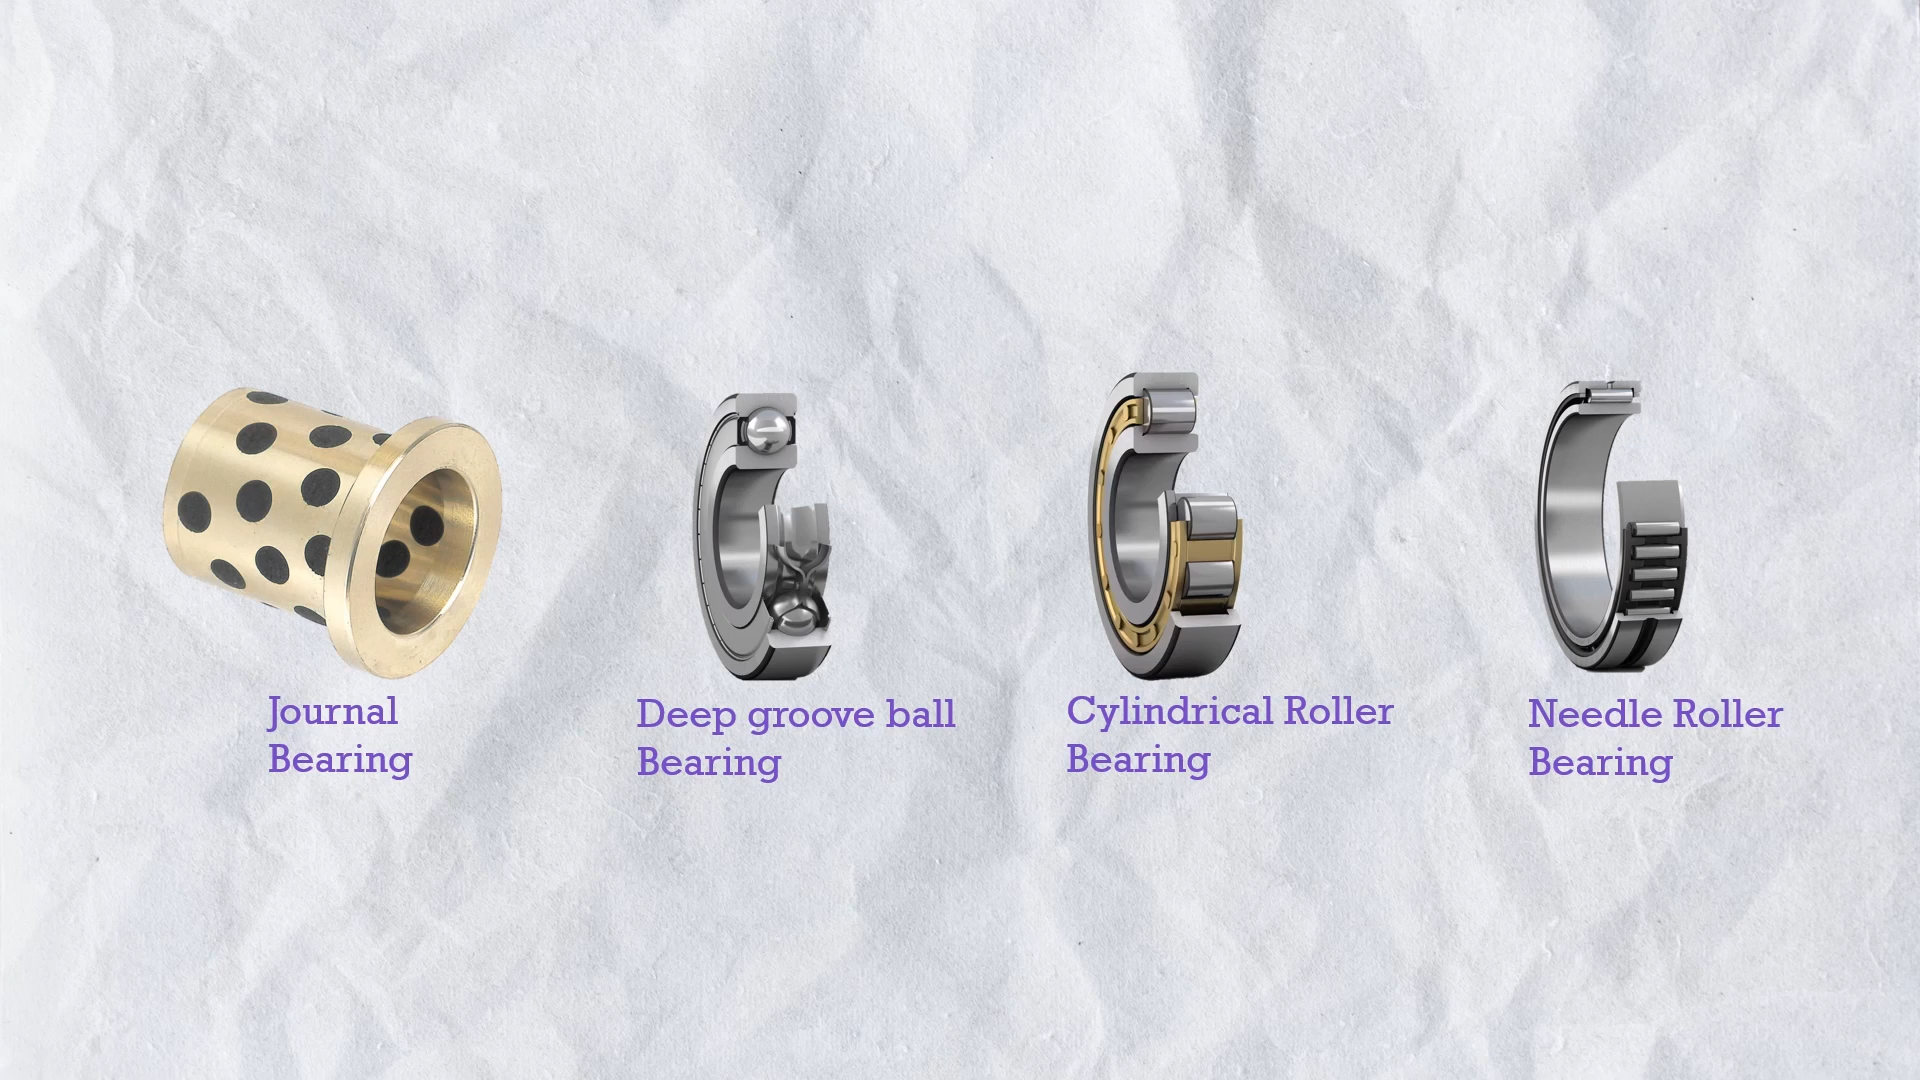 Journal
Bearing
Deep groove ball
Bearing
Cylindrical Roller
Bearing
Needle Roller
Bearing